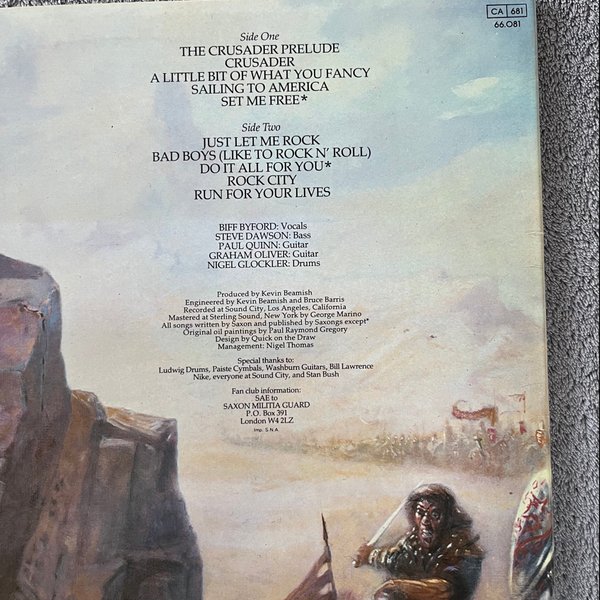 CA 681
66.081
Side One
THE CRUSADER PRELUDE
CRUSADER
A LITTLE BIT OF WHAT YOU FANCY
SAILING TO AMERICA
SET ME FREE*
Side Two
JUST LET ME ROCK
BAD BOYS (LIKE TO ROCK N' ROLL)
DO IT ALL FOR YOU*
ROCK CITY
RUN FOR YOUR LIVES
BIFF BYFORD: Vocals
STEVE DAWSON: Bass
PAUL QUINN: Guitar
GRAHAM OLIVER: Guitar
NIGEL GLOCKLER: Drums
Produced by Kevin Beamish
Engineered by Kevin Beamish and Bruce Barris
Recorded at Sound City, Los Angeles, California
Mastered at Sterling Sound, New York by George Marino
All songs written by Saxon and published by Saxongs except*
Original oil paintings by Paul Raymond Gregory
Design by Quick on the Draw
Management: Nigel Thomas
Special thanks to:
Ludwig Drums, Paiste Cymbals, Washburn Guitars, Bill Lawrence
Nike, everyone at Sound City, and Stan Bush
Fan club information:
SAE to
SAXON MILITIA GUARD
P.O. Box 391
London W4 2LZ
Imp. S.N.A.